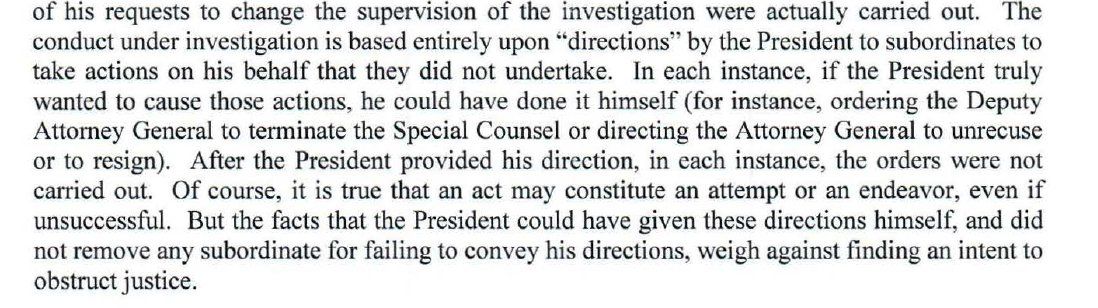 of his requests to change the supervision of the investigation were actually carried out. The
conduct under investigation is based entirely upon “directions” by the President to subordinates to
take actions on his behalf that they did not undertake. In each instance, if the President truly
wanted to cause those actions, he could have done it himself (for instance, ordering the Deputy
Attorney General to terminate the Special Counsel or directing the Attorney General to unrecuse
or to resign). After the President provided his direction, in each instance, the orders were not
carried out. Of course, it is true that an act may constitute an attempt or an endeavor, even if
unsuccessful. But the facts that the President could have given these directions himself, and did
not remove any subordinate for failing to convey his directions, weigh against finding an intent to
obstruct justice.